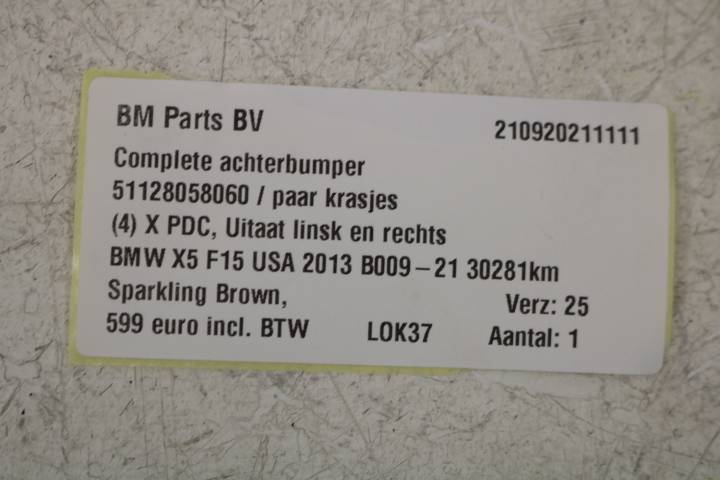 BM Parts BV 210920211111
Complete achterbumper
51128058060 / paar krasjes
(4) X PDC, Uitaat linsk en rechts
BMW X5 F15 USA 2013 B009-21 30281km
Sparkling Brown, Verz: 25
599 euro incl. BTW LOK37 Aantal: 1